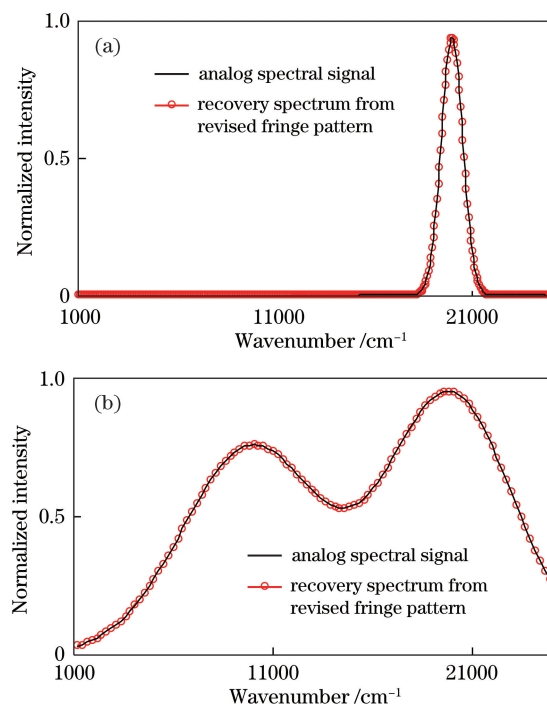 (a)
1.0
0.5
0
Normalized intensity
analog spectral signal
recovery spectrum from
revised fringe pattern
1000
11000
21000
Wavenumber /cm⁻¹
(b)
1.0
0.5
0
Normalized intensity
analog spectral signal
recovery spectrum from
revised fringe pattern
1000
11000
21000
Wavenumber /cm⁻¹